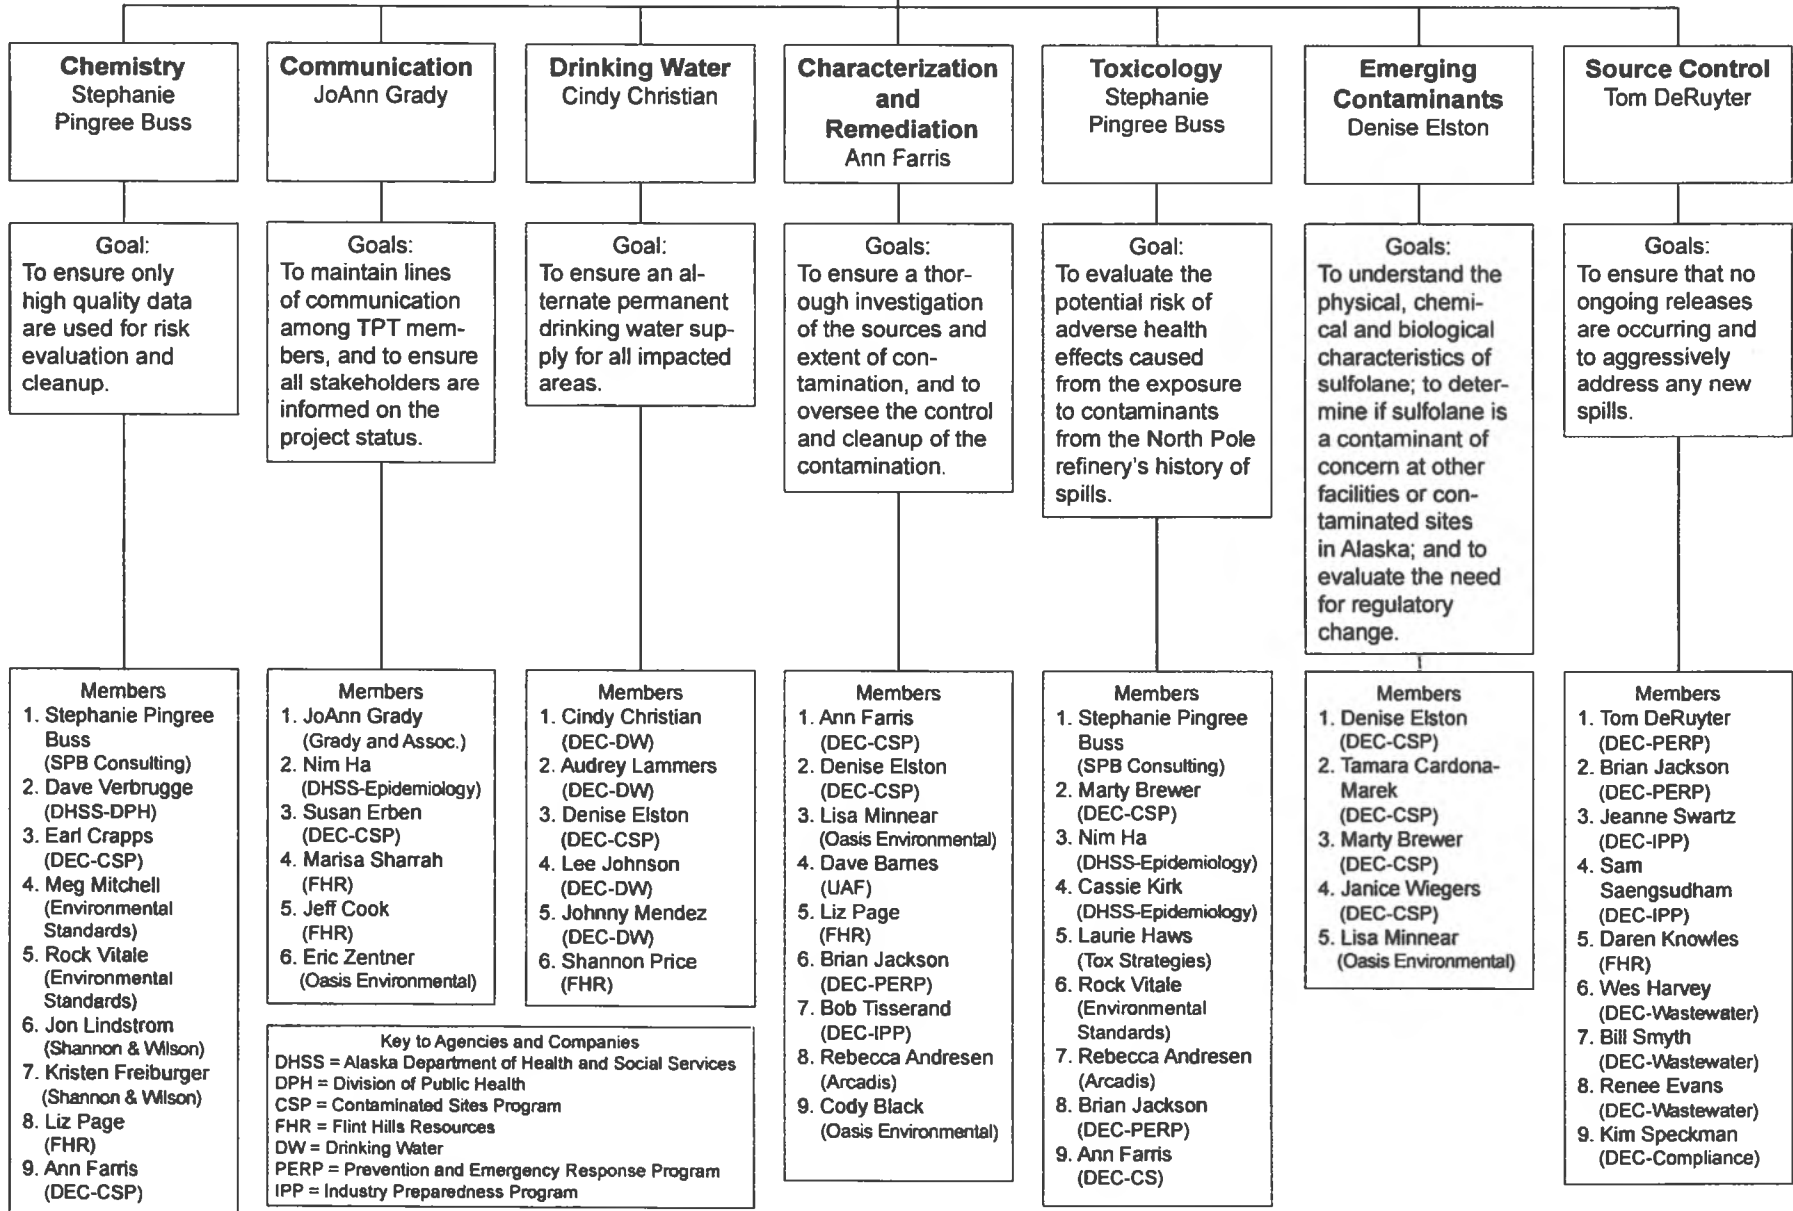 Chemistry
Stephanie
Pingree Buss
Communication
JoAnn Grady
Drinking Water
Cindy Christian
Characterization
and
Remediation
Ann Farris
Toxicology
Stephanie
Pingree Buss
Emerging
Contaminants
Denise Elston
Source Control
Tom DeRuyter
Goal:
To ensure only
high quality data
are used for risk
evaluation and
cleanup.
Goals:
To maintain lines
of communication
among TPT mem-
bers, and to ensure
all stakeholders are
informed on the
project status.
Goal:
To ensure an al-
ternate permanent
drinking water sup-
ply for all impacted
areas.
Goals:
To ensure a thor-
ough investigation
of the sources and
extent of con-
tamination, and to
oversee the control
and cleanup of the
contamination.
Goal:
To evaluate the
potential risk of
adverse health
effects caused
from the exposure
to contaminants
from the North Pole
refinery's history of
spills.
Goals:
To understand the
physical, chemi-
cal and biological
characteristics of
sulfolane; to deter-
mine if sulfolane is
a contaminant of
concern at other
facilities or con-
taminated sites
in Alaska; and to
evaluate the need
for regulatory
change.
Goals:
To ensure that no
ongoing releases
are occurring and
to aggressively
address any new
spills.
Members
1. Stephanie Pingree
Buss
(SPB Consulting)
2. Dave Verbrugge
(DHSS-DPH)
3. Earl Crapps
(DEC-CSP)
4. Meg Mitchell
(Environmental
Standards)
5. Rock Vitale
(Environmental
Standards)
6. Jon Lindstrom
(Shannon & Wilson)
7. Kristen Freiburger
(Shannon & Wilson)
8. Liz Page
(FHR)
9. Ann Farris
(DEC-CSP)
Members
1. JoAnn Grady
(Grady and Assoc.)
2. Nim Ha
(DHSS-Epidemiology)
3. Susan Erben
(DEC-CSP)
4. Marisa Sharrah
(FHR)
5. Jeff Cook
(FHR)
6. Eric Zentner
(Oasis Environmental)
Members
1. Cindy Christian
(DEC-DW)
2. Audrey Lammers
(DEC-DW)
3. Denise Elston
(DEC-CSP)
4. Lee Johnson
(DEC-DW)
5. Johnny Mendez
(DEC-DW)
6. Shannon Price
(FHR)
Members
1. Ann Farris
(DEC-CSP)
2. Denise Elston
(DEC-CSP)
3. Lisa Minnear
(Oasis Environmental)
4. Dave Barnes
(UAF)
5. Liz Page
(FHR)
6. Brian Jackson
(DEC-PERP)
7. Bob Tisserand
(DEC-IPP)
8. Rebecca Andresen
(Arcadis)
9. Cody Black
(Oasis Environmental)
Members
1. Stephanie Pingree
Buss
(SPB Consulting)
2. Marty Brewer
(DEC-CSP)
3. Nim Ha
(DHSS-Epidemiology)
4. Cassie Kirk
(DHSS-Epidemiology)
5. Laurie Haws
(Tox Strategies)
6. Rock Vitale
(Environmental
Standards)
7. Rebecca Andresen
(Arcadis)
8. Brian Jackson
(DEC-PERP)
9. Ann Farris
(DEC-CS)
Members
1. Denise Elston
(DEC-CSP)
2. Tamara Cardona-
Marek
(DEC-CSP)
3. Marty Brewer
(DEC-CSP)
4. Janice Wiegers
(DEC-CSP)
5. Lisa Minnear
(Oasis Environmental)
Members
1. Tom DeRuyter
(DEC-PERP)
2. Brian Jackson
(DEC-PERP)
3. Jeanne Swartz
(DEC-IPP)
4. Sam
Saengsudham
(DEC-IPP)
5. Daren Knowles
(FHR)
6. Wes Harvey
(DEC-Wastewater)
7. Bill Smyth
(DEC-Wastewater)
8. Renee Evans
(DEC-Wastewater)
9. Kim Speckman
(DEC-Compliance)
Key to Agencies and Companies
DHSS = Alaska Department of Health and Social Services
DPH = Division of Public Health
CSP = Contaminated Sites Program
FHR = Flint Hills Resources
DW = Drinking Water
PERP = Prevention and Emergency Response Program
IPP = Industry Preparedness Program